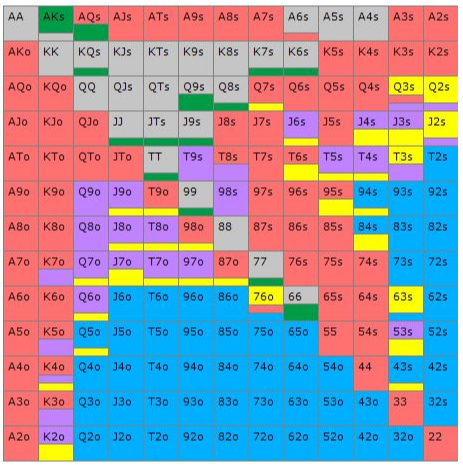 AA AKs AQs AJs ATs A9s A8s A7s A6s A5s A4s A3s A2s
AKo KK KQs KJs KTs K9s K8s K7s K6s K5s K4s K3s K2s
AQo KQo QQ QJs QTs Q9s Q8s Q7s Q6s Q5s Q4s Q3s Q2s
AJo KJo QJo JJ JTs J9s J8s J7s J6s J5s J4s J3s J2s
ATo KTo QTo JTo TT T9s T8s T7s T6s T5s T4s T3s T2s
A9o K9o Q9o J9o T9o 99 98s 97s 96s 95s 94s 93s 92s
A8o K8o Q8o J8o T8o 98o 88 87s 86s 85s 84s 83s 82s
A7o K7o Q7o J7o T7o 97o 87o 77 76s 75s 74s 73s 72s
A6o K6o Q6o J6o T6o 96o 86o 76o 66 65s 64s 63s 62s
A5o K5o Q5o J5o T5o 95o 85o 75o 65o 55 54s 53s 52s
A4o K4o Q4o J4o T4o 94o 84o 74o 64o 54o 44 43s 42s
A3o K3o Q3o J3o T3o 93o 83o 73o 63o 53o 43o 33 32s
A2o K2o Q2o J2o T2o 92o 82o 72o 62o 52o 42o 32o 22